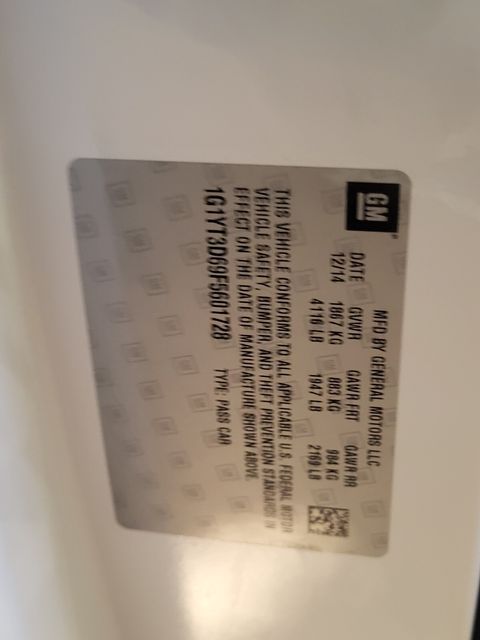 GM
MFD BY GENERAL MOTORS LLC
DATE GVWR GAWR FRT GAWR RR
12/14 1867 KG 883 KG 984 KG
4116 LB 1947 LB 2169 LB
THIS VEHICLE CONFORMS TO ALL APPLICABLE U.S. FEDERAL MOTOR
VEHICLE SAFETY, BUMPER, AND THEFT PREVENTION STANDARDS IN
EFFECT ON THE DATE OF MANUFACTURE SHOWN ABOVE.
1G1YT3D69F5601728 TYPE: PASS CAR